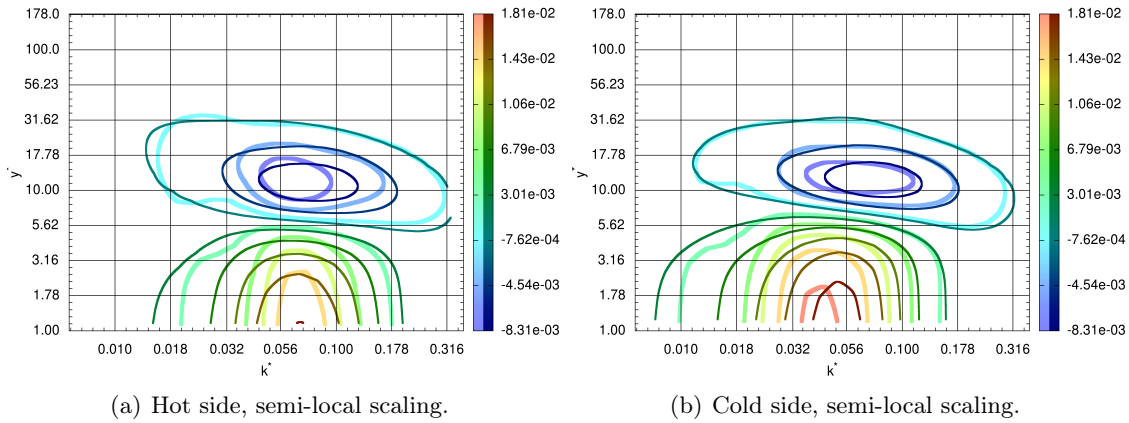 178.0
100.0
56.23
31.62
17.78
10.00
5.62
3.16
1.78
1.00
y*
0.010 0.018 0.032 0.056 0.100 0.178 0.316
k*
1.81e-02
1.43e-02
1.06e-02
6.79e-03
3.01e-03
-7.62e-04
-4.54e-03
-8.31e-03
(a) Hot side, semi-local scaling.
178.0
100.0
56.23
31.62
17.78
10.00
5.62
3.16
1.78
1.00
y*
0.010 0.018 0.032 0.056 0.100 0.178 0.316
k*
1.81e-02
1.43e-02
1.06e-02
6.79e-03
3.01e-03
-7.62e-04
-4.54e-03
-8.31e-03
(b) Cold side, semi-local scaling.